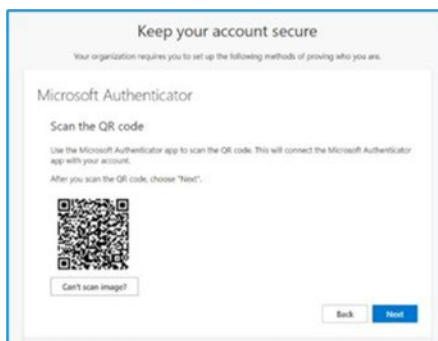 Keep your account secure
Your organization requires you to set up the following methods of proving who you are.
Microsoft Authenticator
Scan the QR code
Use the Microsoft Authenticator app to scan the QR code. This will connect the Microsoft Authenticator
app with your account.
After you scan the QR code, choose "Next".
Can't scan image?
Back Next